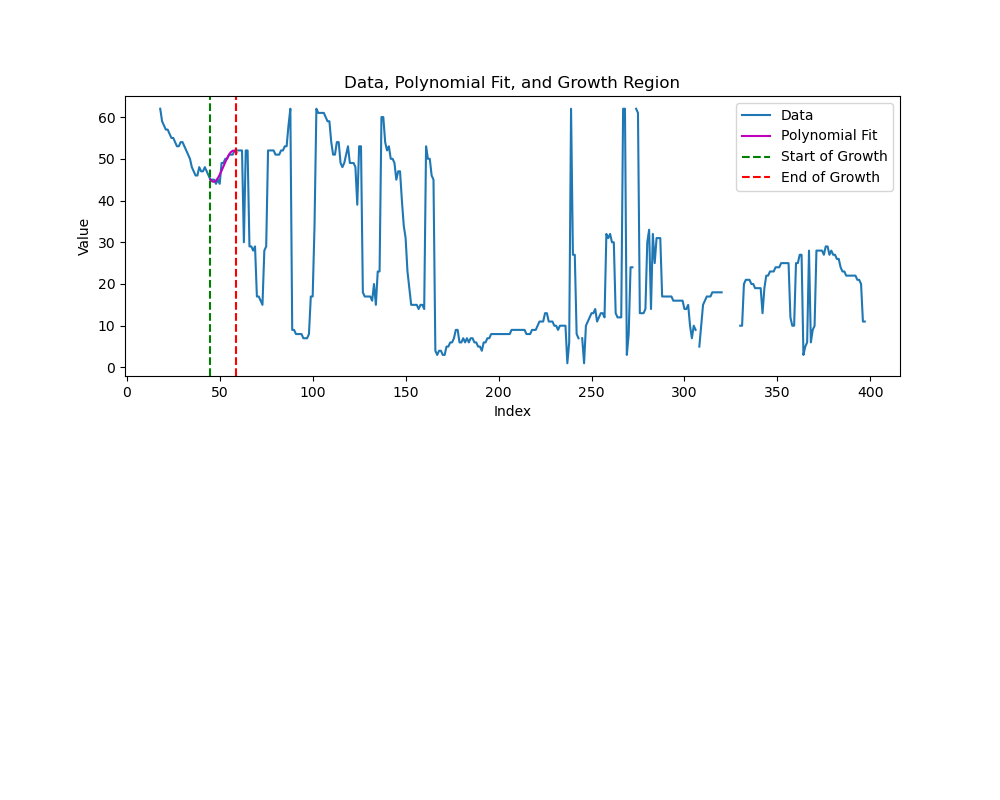 Data, Polynomial Fit, and Growth Region
Data
Polynomial Fit
Start of Growth
End of Growth
Value
60
50
40
30
20
10
0
0 50 100 150 200 250 300 350 400
Index